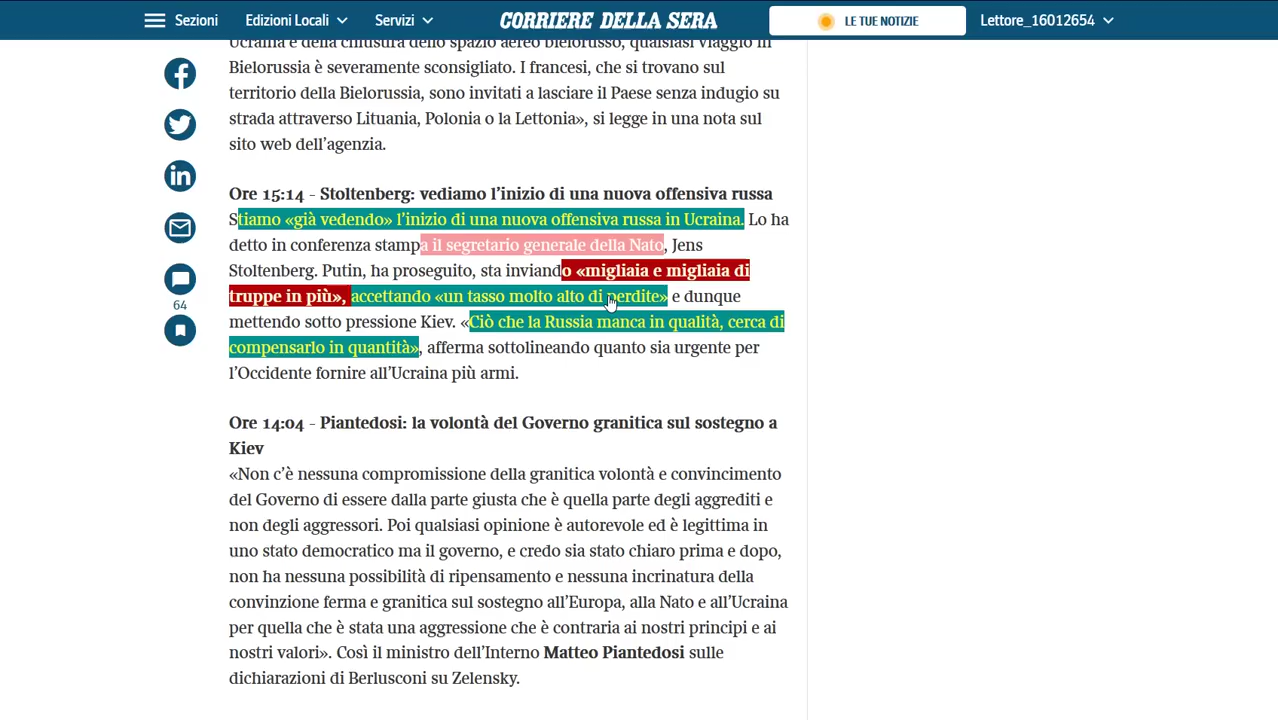 Sezioni
Edizioni Locali
Servizi
CORRIERE DELLA SERA
LE TUE NOTIZIE
Lettore_16012654
Ucraina e della chiusura dello spazio aereo bielorusso, qualsiasi viaggio in
Bielorussia è severamente sconsigliato. I francesi, che si trovano sul
territorio della Bielorussia, sono invitati a lasciare il Paese senza indugio su
strada attraverso Lituania, Polonia o la Lettonia», si legge in una nota sul
sito web dell'agenzia.
Ore 15:14 - Stoltenberg: vediamo l'inizio di una nuova offensiva russa
Stiamo «già vedendo» l'inizio di una nuova offensiva russa in Ucraina. Lo ha
detto in conferenza stampa il segretario generale della Nato, Jens
Stoltenberg. Putin, ha proseguito, sta inviando «migliaia e migliaia di
truppe in più», accettando «un tasso molto alto di perdite» e dunque
mettendo sotto pressione Kiev. «Ciò che la Russia manca in qualità, cerca di
compensarlo in quantità», afferma sottolineando quanto sia urgente per
l'Occidente fornire all'Ucraina più armi.
Ore 14:04 - Piantedosi: la volontà del Governo granitica sul sostegno a
Kiev
«Non c'è nessuna compromissione della granitica volontà e convincimento
del Governo di essere dalla parte giusta che è quella parte degli aggrediti e
non degli aggressori. Poi qualsiasi opinione è autorevole ed è legittima in
uno stato democratico ma il governo, e credo sia stato chiaro prima e dopo,
non ha nessuna possibilità di ripensamento e nessuna incrinatura della
convinzione ferma e granitica sul sostegno all'Europa, alla Nato e all'Ucraina
per quella che è stata una aggressione che è contraria ai nostri principi e ai
nostri valori». Così il ministro dell'Interno Matteo Piantedosi sulle
dichiarazioni di Berlusconi su Zelensky.
64